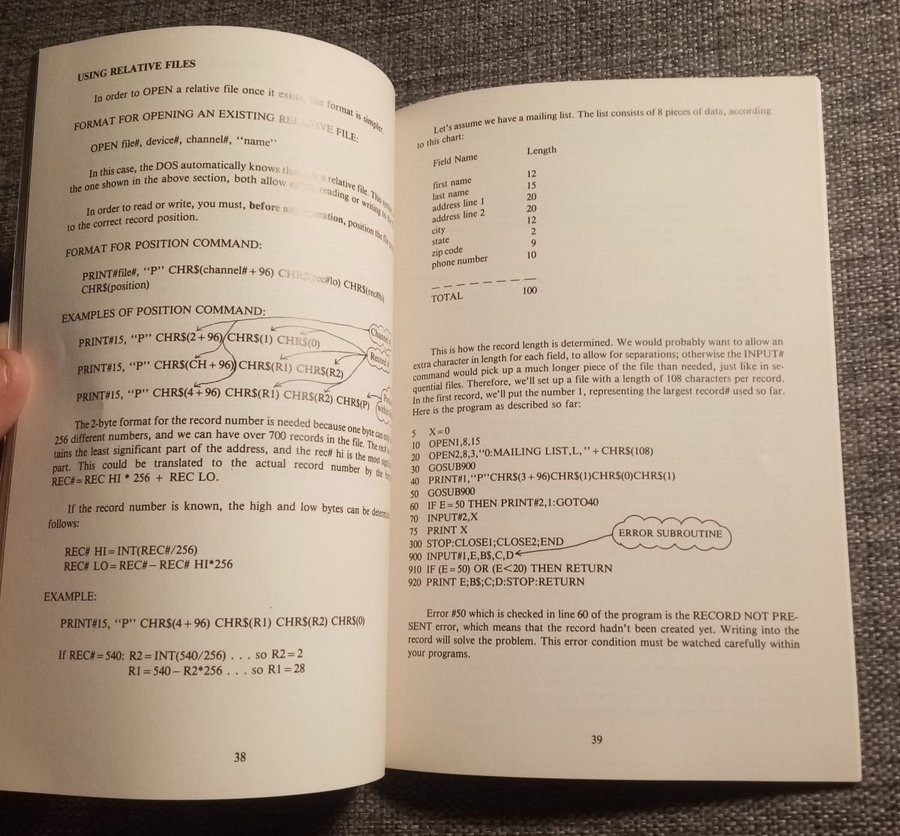 USING RELATIVE FILES
In order to OPEN a relative file once it exists, the format is simpler.
FORMAT FOR OPENING AN EXISTING RELATIVE FILE:
OPEN file#, device#, channel#, "name"
In this case, the DOS automatically knows that a relative file. This
the one shown in the above section, both allow reading or writing to
In order to read or write, you must, before any operation, position the file
to the correct record position.
FORMAT FOR POSITION COMMAND:
PRINT#file#, "P" CHR$(channel# + 96) CHR$(rec#lo) CHR$(rec#hi)
CHR$(position)
EXAMPLES OF POSITION COMMAND:
PRINT#15, "P" CHR$(2 + 96) CHR$(1) CHR$(0)
Channel
PRINT#15, "P" CHR$(CH + 96) CHR$(R1) CHR$(R2)
Record #
PRINT#15, "P" CHR$(4 + 96) CHR$(R1) CHR$(R2) CHR$(P)
The 2-byte format for the record number is needed because one byte can only
256 different numbers, and we can have over 700 records in the file. The rec#
tains the least significant part of the address, and the rec# hi is the most
part. This could be translated to the actual record number by the
REC# = REC HI * 256 + REC LO.
If the record number is known, the high and low bytes can be
follows:
REC# HI = INT(REC#/256)
REC# LO = REC# – REC# HI*256
EXAMPLE:
PRINT#15, "P" CHR$(4 + 96) CHR$(R1) CHR$(R2) CHR$(0)
If REC# = 540: R2 = INT(540/256) . . . so R2 = 2
R1 = 540 – R2*256 . . . so R1 = 28
38
Let's assume we have a mailing list. The list consists of 8 pieces of data, according
to this chart:
Field Name Length
first name 12
last name 15
address line 1 20
address line 2 20
city 12
state 2
zip code 9
phone number 10
TOTAL 100
This is how the record length is determined. We would probably want to allow an
extra character in length for each field, to allow for separations; otherwise the INPUT#
command would pick up a much longer piece of the file than needed, just like in se-
quential files. Therefore, we'll set up a file with a length of 108 characters per record.
In the first record, we'll put the number 1, representing the largest record# used so far.
Here is the program as described so far:
5 X=0
10 OPEN1,8,15
20 OPEN2,8,3,"0:MAILING LIST,L," + CHR$(108)
30 GOSUB900
40 PRINT#1,"P"CHR$(3 + 96)CHR$(1)CHR$(0)CHR$(1)
50 GOSUB900
60 IF E = 50 THEN PRINT#2,1:GOTO40
70 INPUT#2,X
75 PRINT X
300 STOP:CLOSE1;CLOSE2;END
ERROR SUBROUTINE
900 INPUT#1,E,B$,C,D
910 IF (E = 50) OR (E<20) THEN RETURN
920 PRINT E;B$;C;D:STOP:RETURN
Error #50 which is checked in line 60 of the program is the RECORD NOT PRE-
SENT error, which means that the record hadn't been created yet. Writing into the
record will solve the problem. This error condition must be watched carefully within
your programs.
39